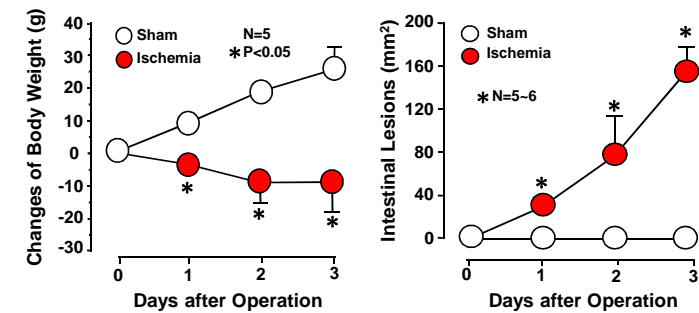 Changes of Body Weight (g)
40
30
20
10
0
-10
-20
-30
Sham
Ischemia
N=5
*P<0.05
*
*
*
0 1 2 3
Days after Operation
Intestinal Lesions (mm²)
200
160
120
80
40
0
Sham
Ischemia
*N=5~6
*
*
*
0 1 2 3
Days after Operation